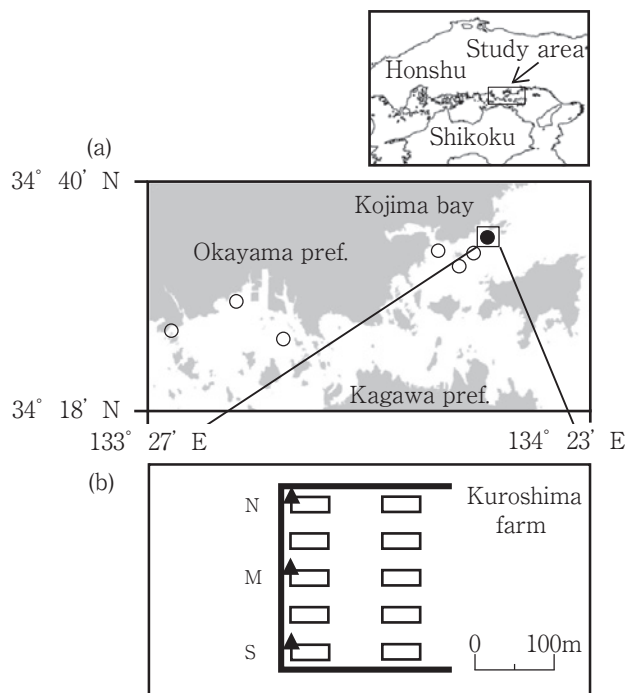 Study area
Honshu
Shikoku
(a)
34° 40′ N
Kojima bay
Okayama pref.
Kagawa pref.
34° 18′ N
133° 27′ E
134° 23′ E
(b)
N
Kuroshima
farm
M
S
0 100m